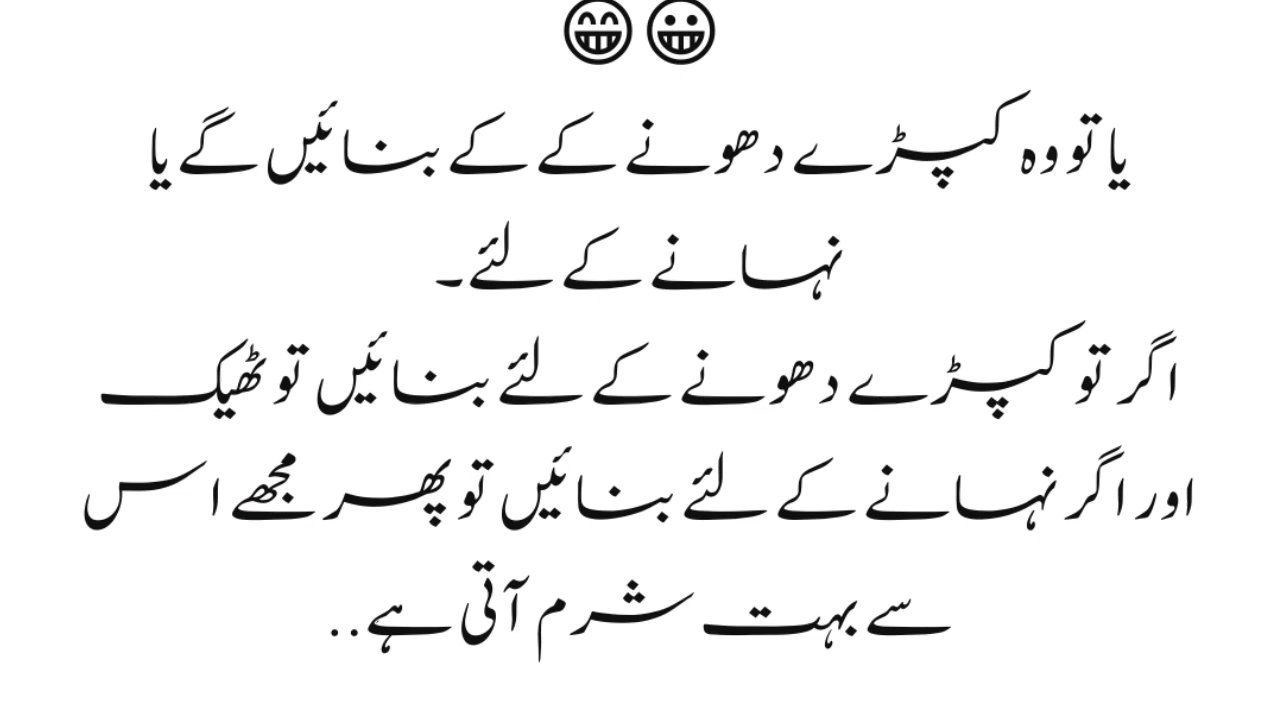 😁😀
یا تو وہ کپڑے دھونے کے کے بنائیں گے یا
نہانے کے لئے۔
اگر تو کپڑے دھونے کے لئے بنائیں تو ٹھیک
اور اگر نہانے کے لئے بنائیں تو پھر مجھے اس
سے بہت شرم آتی ہے..